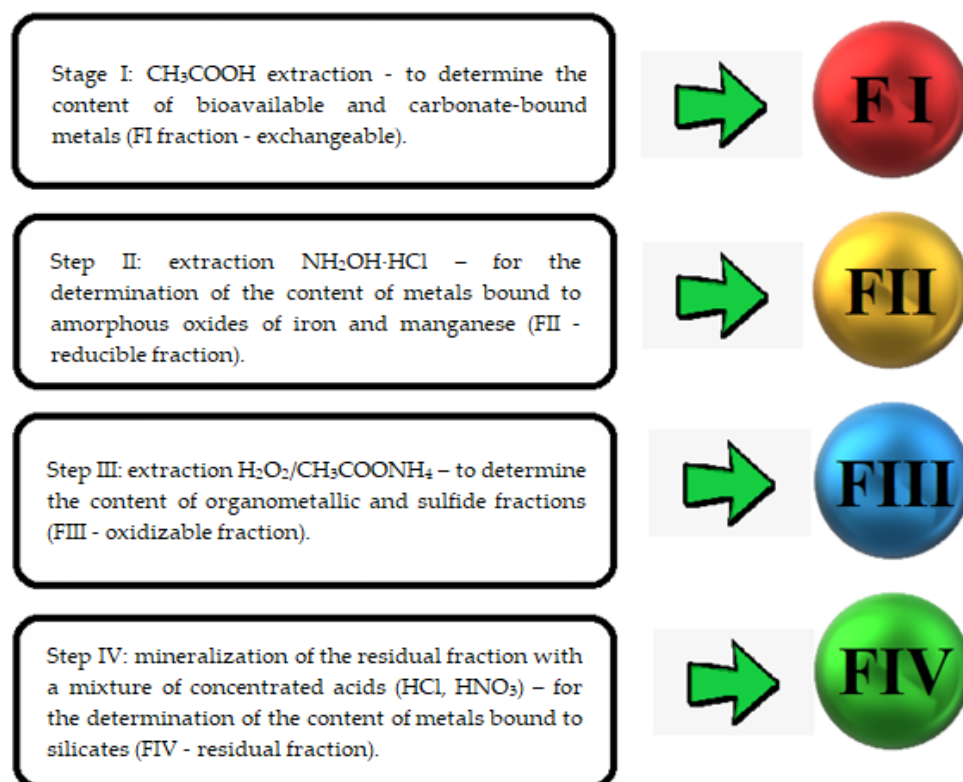 Stage I: CH₃COOH extraction - to determine the
content of bioavailable and carbonate-bound
metals (FI fraction - exchangeable).
F I
Step II: extraction NH₂OH·HCl – for the
determination of the content of metals bound to
amorphous oxides of iron and manganese (FII -
reducible fraction).
FII
Step III: extraction H₂O₂/CH₃COONH₄ – to determine
the content of organometallic and sulfide fractions
(FIII - oxidizable fraction).
FIII
Step IV: mineralization of the residual fraction with
a mixture of concentrated acids (HCl, HNO₃) – for
the determination of the content of metals bound to
silicates (FIV - residual fraction).
FIV